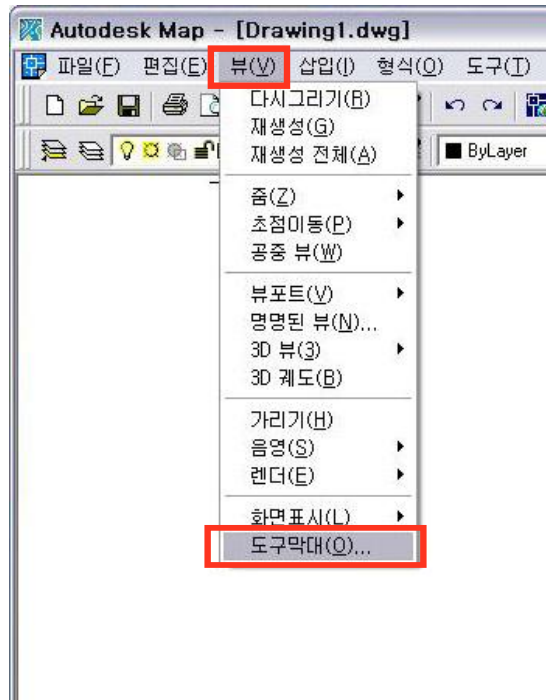 Autodesk Map - [Drawing1.dwg]
파일(F) 편집(E) 뷰(V) 삽입(I) 형식(O) 도구(T)
다시그리기(R)
재생성(G)
재생성 전체(A)
ByLayer
줌(Z)
초점이동(P)
공중 뷰(W)
뷰포트(V)
명명된 뷰(N)...
3D 뷰(3)
3D 궤도(B)
가리기(H)
음영(S)
렌더(E)
화면표시(L)
도구막대(O)...